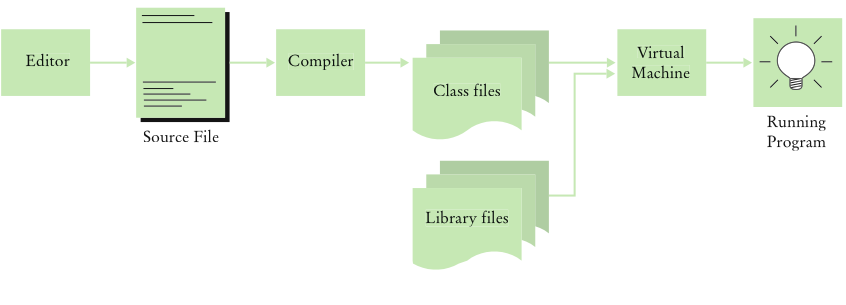 Editor
Source File
Compiler
Class files
Library files
Virtual
Machine
Running
Program